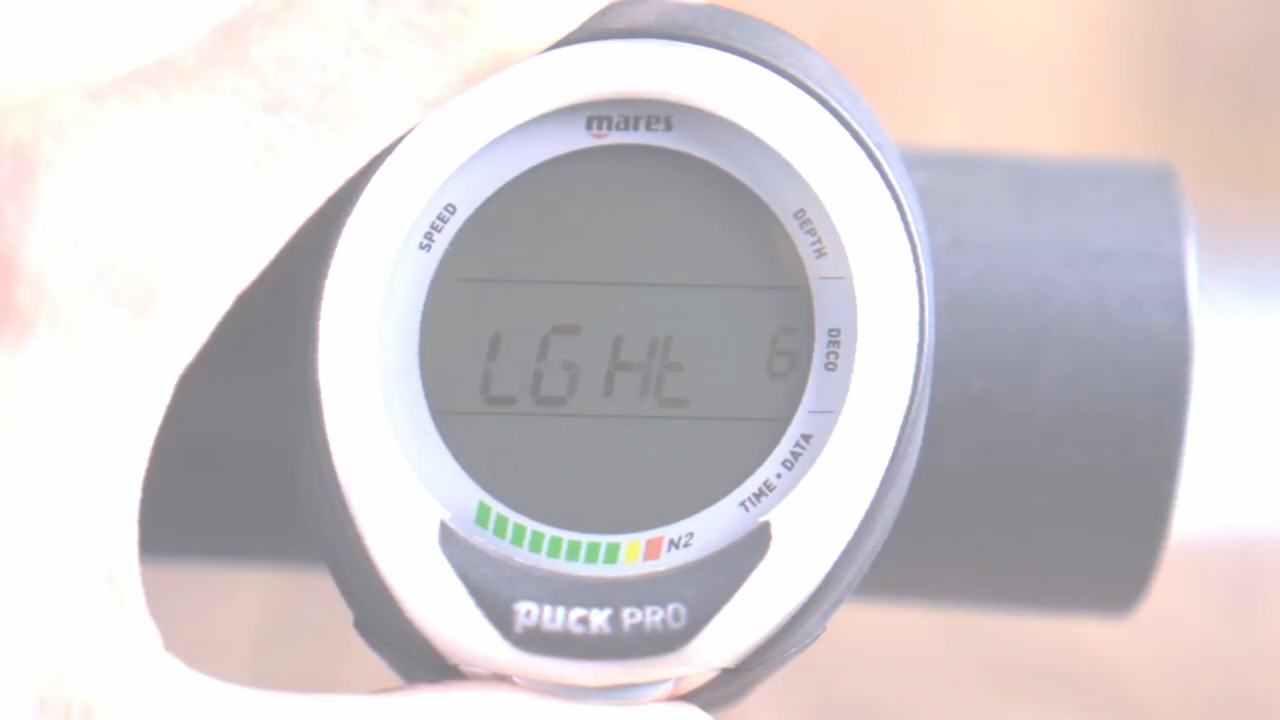 mares
SPEED
DEPTH
DECO
LGHt 6
TIME • DATA
N2
PUCK PRO